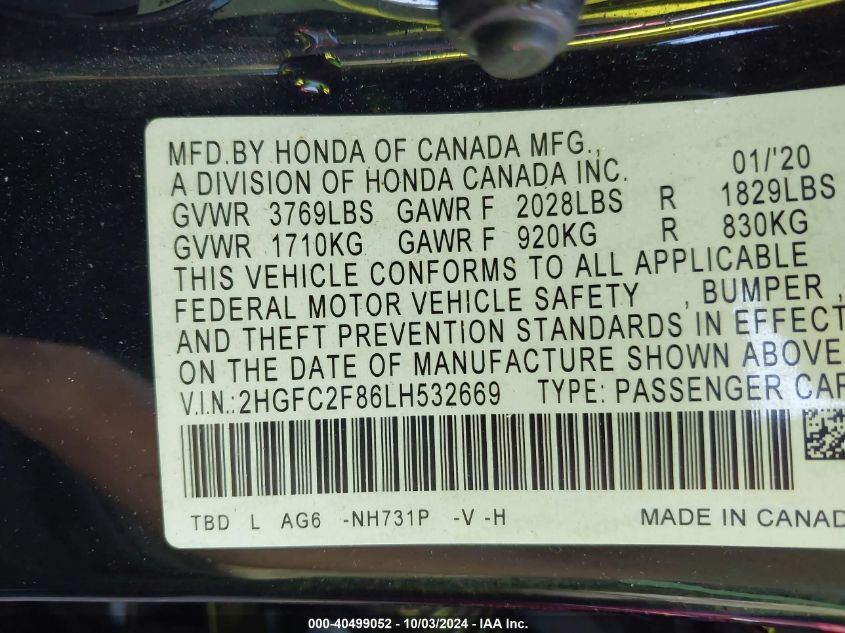 MFD.BY HONDA OF CANADA MFG., 01/'20
A DIVISION OF HONDA CANADA INC.
GVWR 3769LBS GAWR F 2028LBS R 1829LBS
GVWR 1710KG GAWR F 920KG R 830KG
THIS VEHICLE CONFORMS TO ALL APPLICABLE
FEDERAL MOTOR VEHICLE SAFETY , BUMPER ,
AND THEFT PREVENTION STANDARDS IN EFFECT
ON THE DATE OF MANUFACTURE SHOWN ABOVE
V.I.N.:2HGFC2F86LH532669 TYPE: PASSENGER CAR
TBD L AG6 -NH731P -V -H MADE IN CANAD
000-40499052 - 10/03/2024 - IAA Inc.